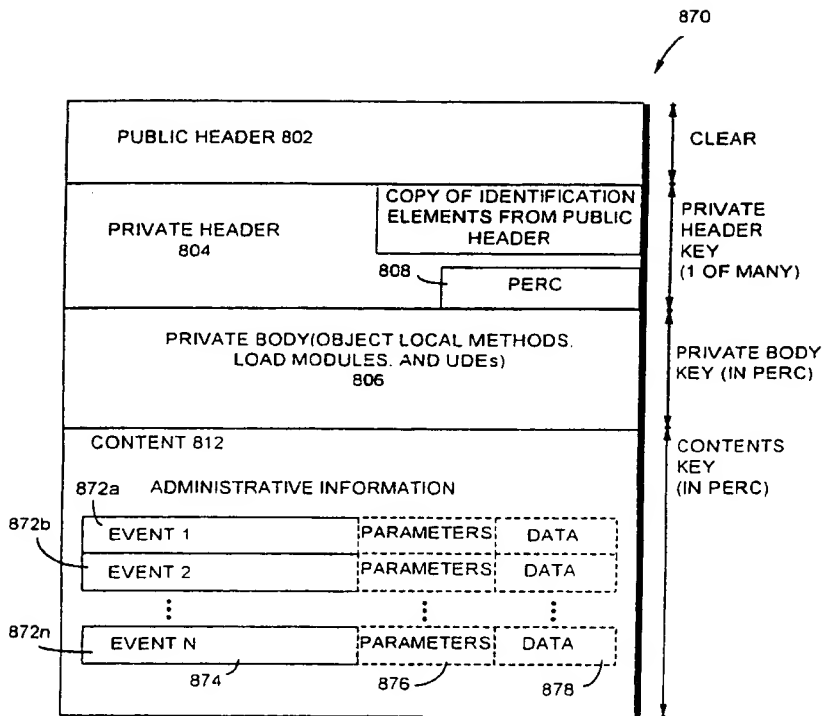 870
PUBLIC HEADER 802
CLEAR
COPY OF IDENTIFICATION
ELEMENTS FROM PUBLIC
HEADER
PRIVATE HEADER
804
808
PERC
PRIVATE
HEADER
KEY
(1 OF MANY)
PRIVATE BODY(OBJECT LOCAL METHODS.
LOAD MODULES. AND UDEs)
806
PRIVATE BODY
KEY (IN PERC)
CONTENT 812
CONTENTS
KEY
(IN PERC)
ADMINISTRATIVE INFORMATION
872a
EVENT 1 PARAMETERS DATA
872b
EVENT 2 PARAMETERS DATA
872n
EVENT N PARAMETERS DATA
874 876 878